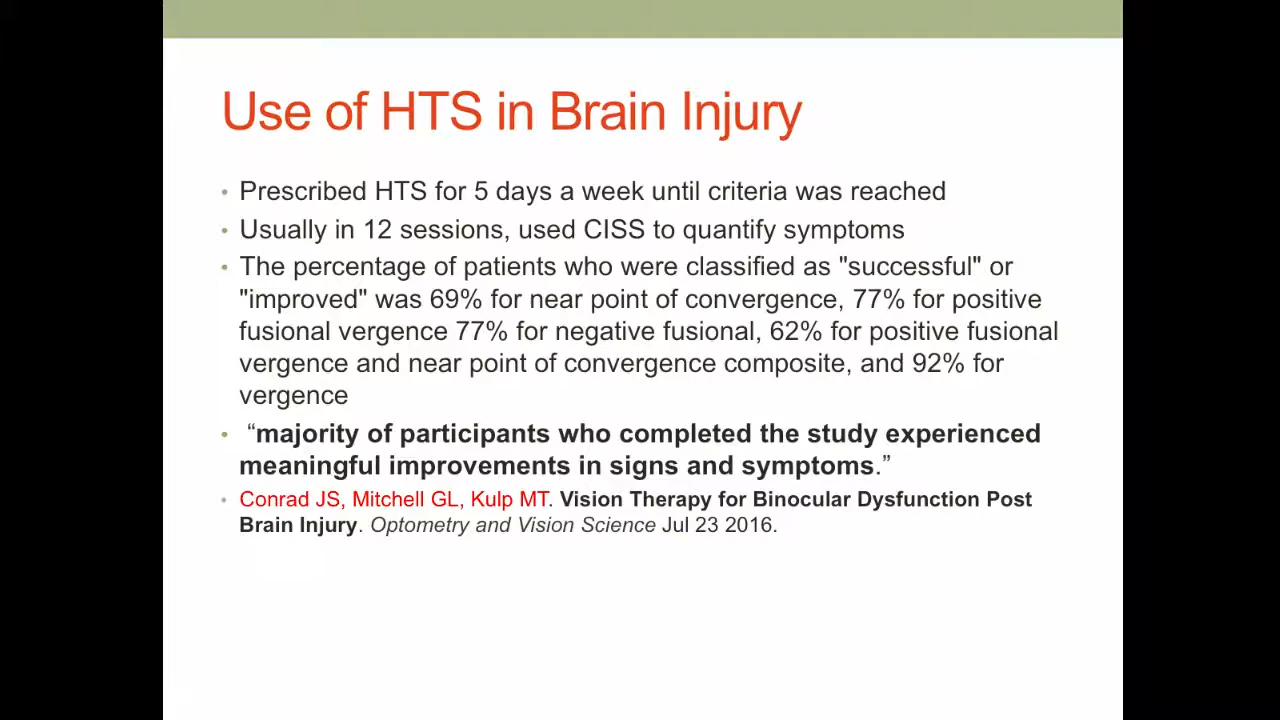 Use of HTS in Brain Injury
• Prescribed HTS for 5 days a week until criteria was reached
• Usually in 12 sessions, used CISS to quantify symptoms
• The percentage of patients who were classified as "successful" or
"improved" was 69% for near point of convergence, 77% for positive
fusional vergence 77% for negative fusional, 62% for positive fusional
vergence and near point of convergence composite, and 92% for
vergence
• “majority of participants who completed the study experienced
meaningful improvements in signs and symptoms.”
• Conrad JS, Mitchell GL, Kulp MT. Vision Therapy for Binocular Dysfunction Post
Brain Injury. Optometry and Vision Science Jul 23 2016.